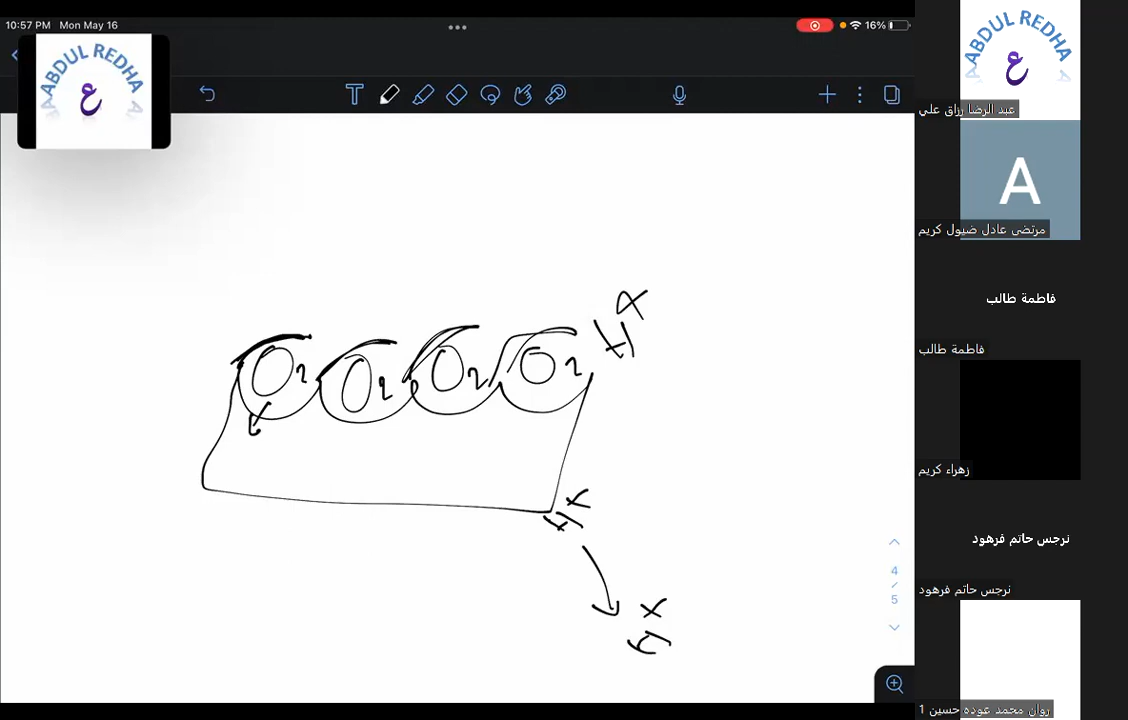 10:57 PM Mon May 16
16%
ABDUL REDHA
ع
T
O2 O2 O2 O2
4
/
5
ABDUL REDHA
ع
عبد الرضا رزاق علي
A
مرتضى عادل ضيول كريم
فاطمة طالب
فاطمة طالب
زهراء كريم
نرجس حاتم فرهود
نرجس حاتم فرهود
روان محمد عوده حسين 1